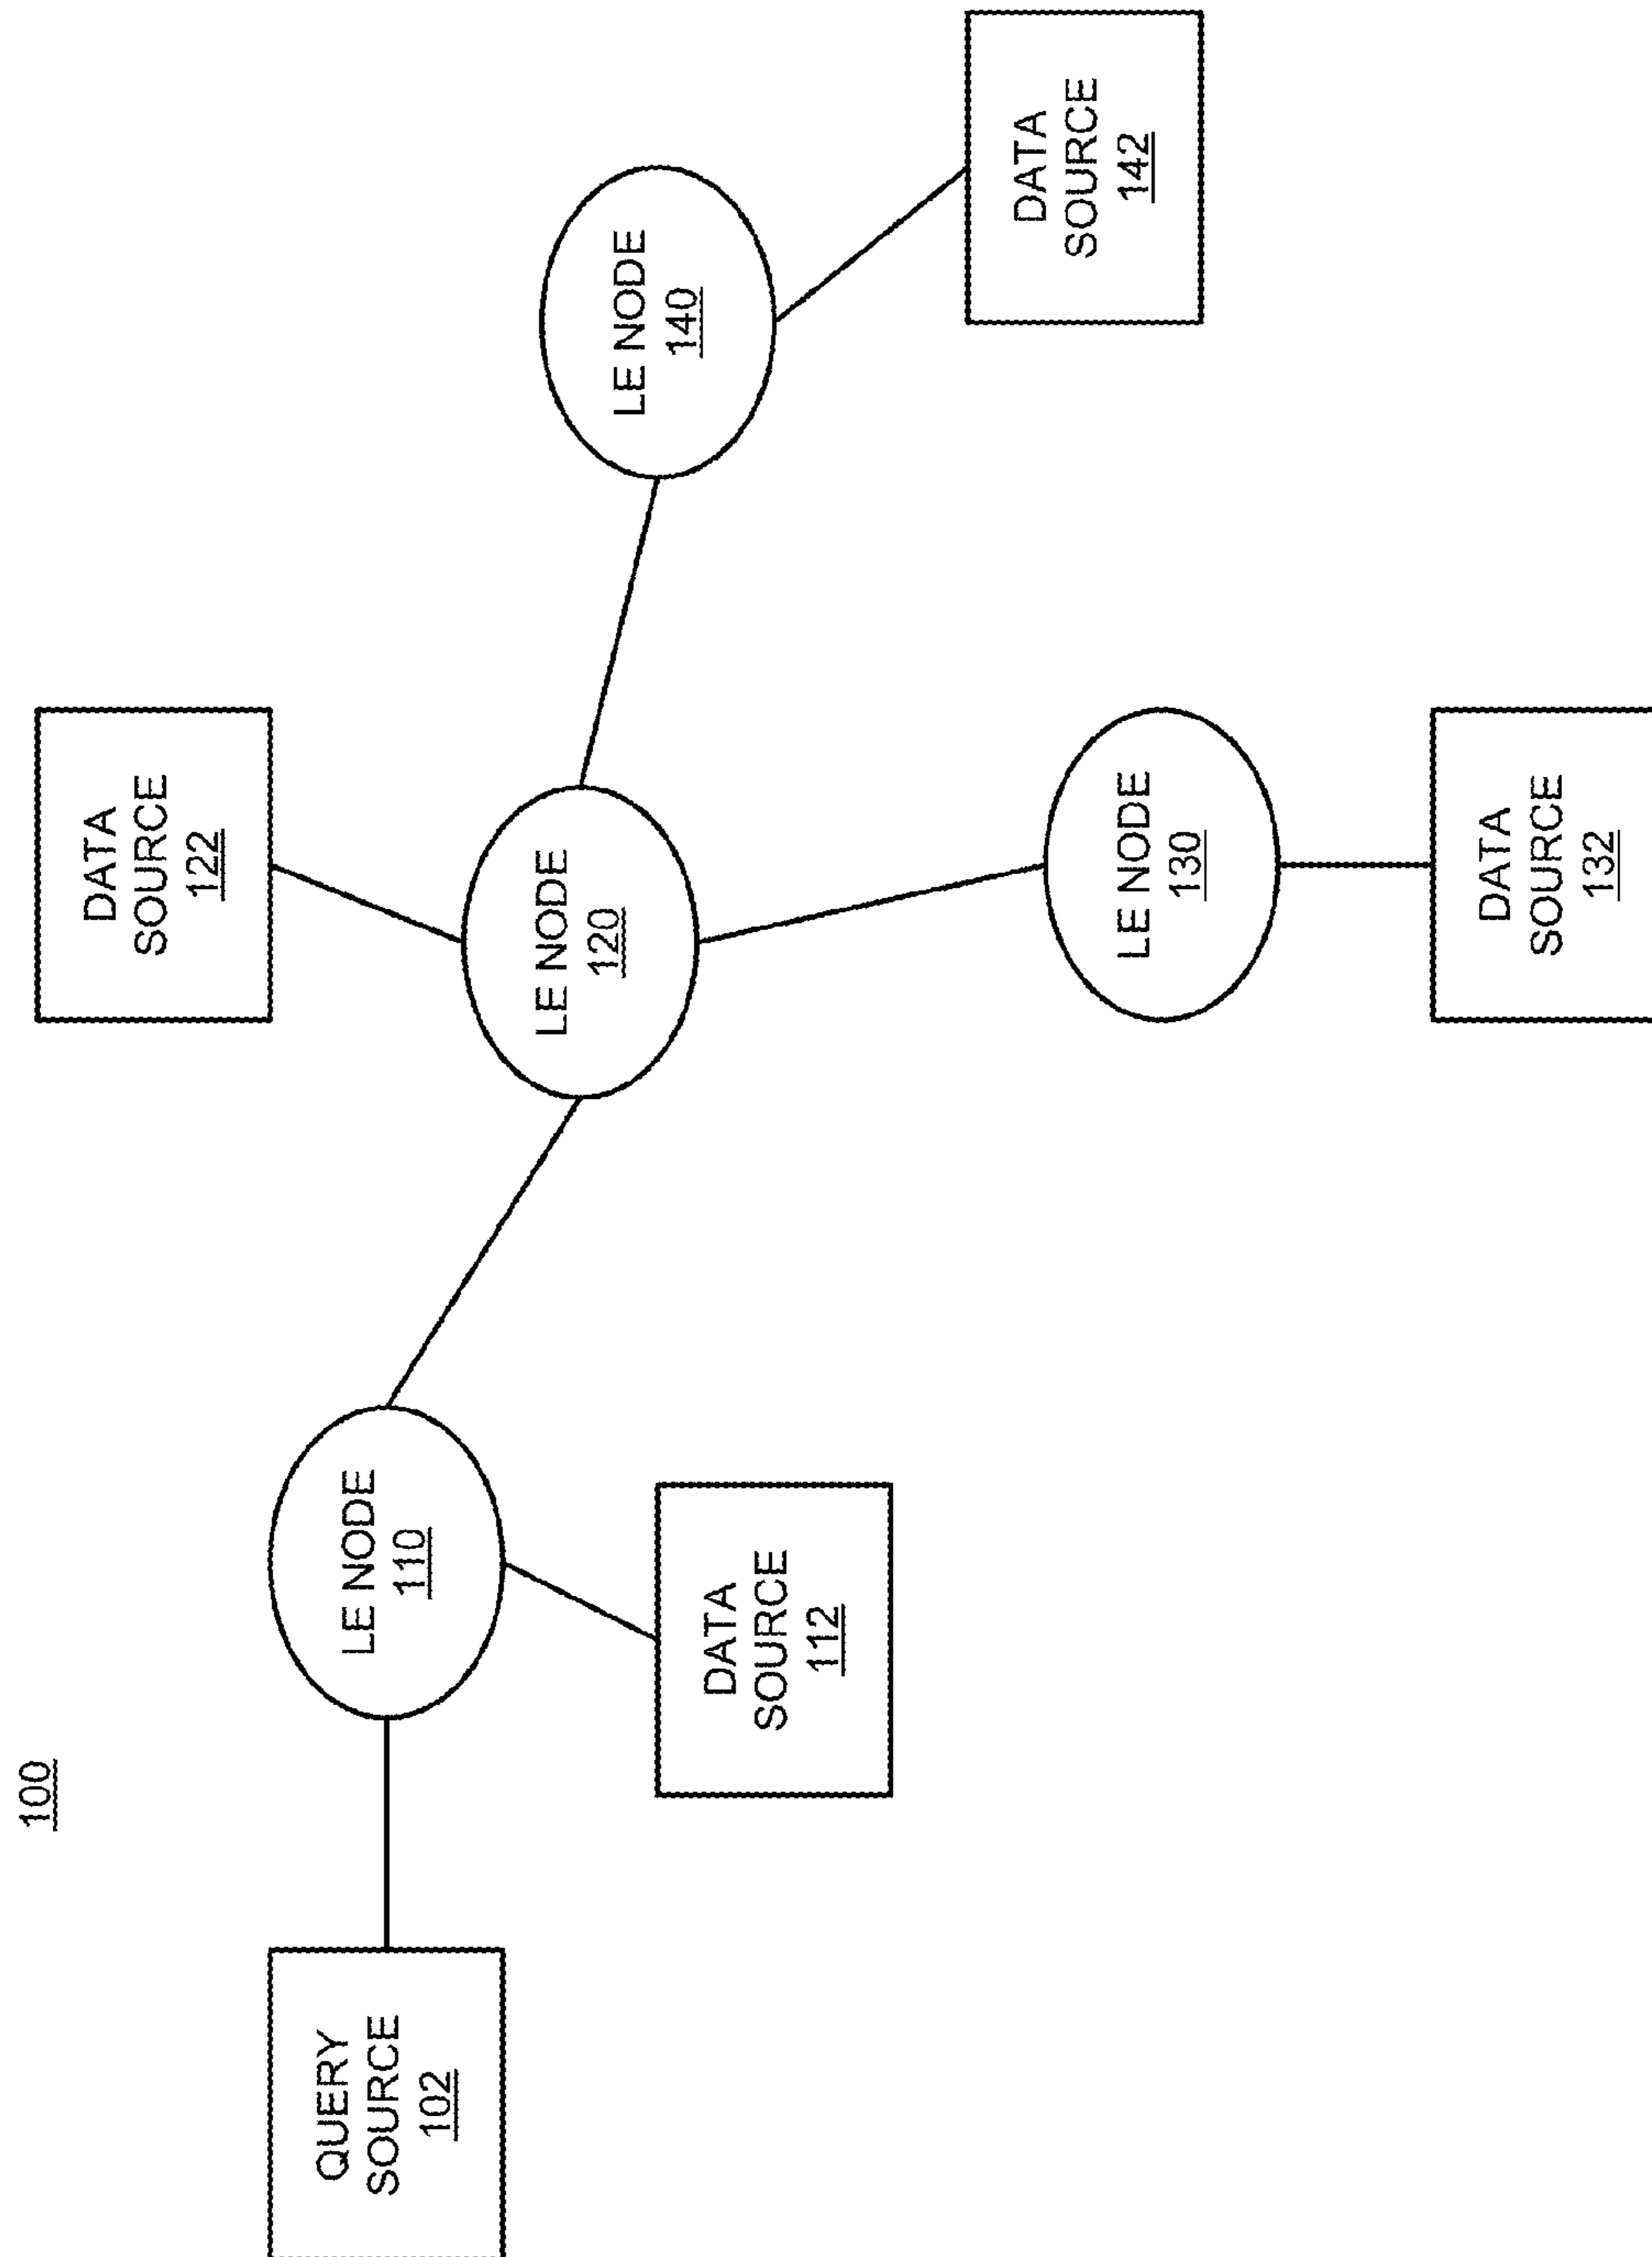 100
QUERY
SOURCE
102
LE NODE
110
DATA
SOURCE
112
DATA
SOURCE
122
LE NODE
120
LE NODE
130
DATA
SOURCE
132
LE NODE
140
DATA
SOURCE
142